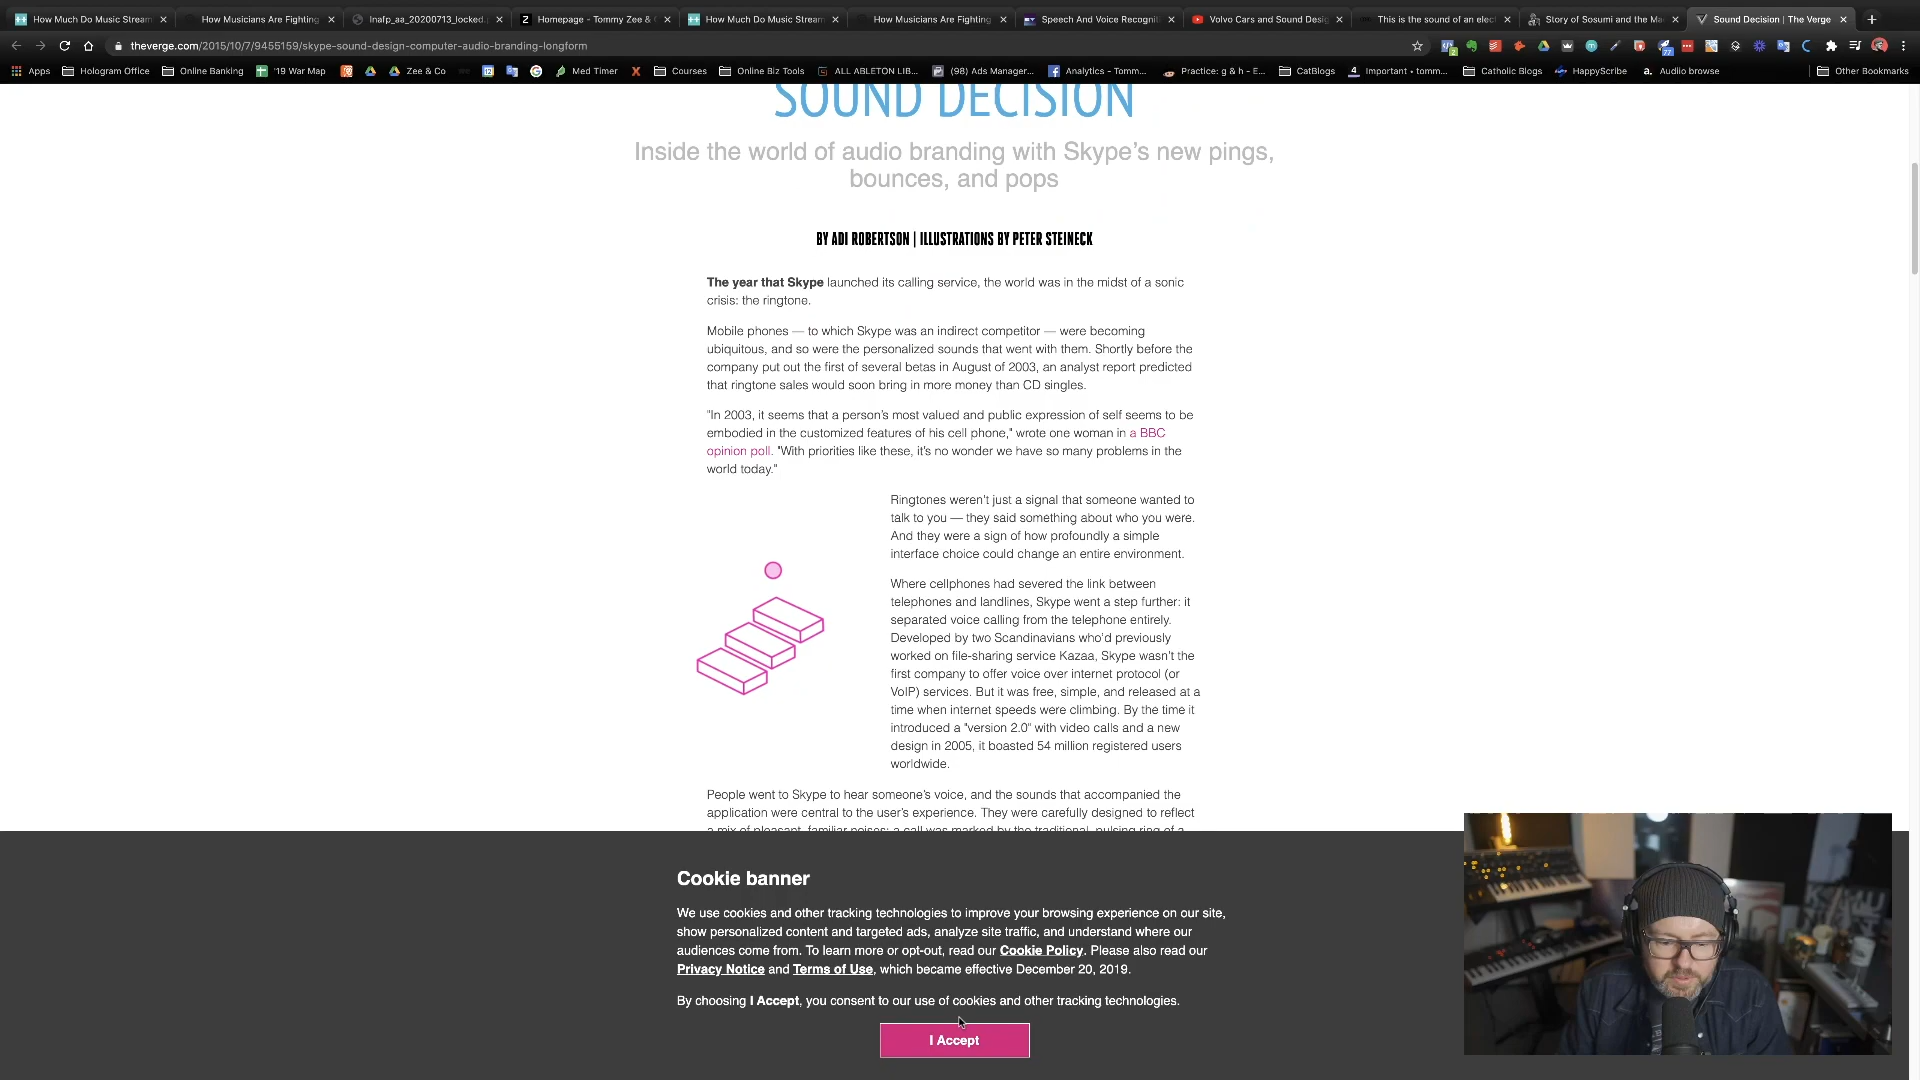 How Much Do Music Stream
How Musicians Are Fighting
lnafp_aa_20200713_locked.
Homepage - Tommy Zee &
How Much Do Music Stream
How Musicians Are Fighting
Speech And Voice Recogniti
Volvo Cars and Sound Desig
This is the sound of an elect
Story of Sosumi and the Ma
Sound Decision | The Verge
theverge.com/2015/10/7/9455159/skype-sound-design-computer-audio-branding-longform
Apps
Hologram Office
Online Banking
'19 War Map
Zee & Co
Med Timer
Courses
Online Biz Tools
ALL ABLETON LIB...
(98) Ads Manager...
Analytics - Tomm...
Practice: g & h - E...
CatBlogs
Important • tomm...
Catholic Blogs
HappyScribe
Audiio browse
Other Bookmarks
SOUND DECISION
Inside the world of audio branding with Skype's new pings,
bounces, and pops
BY ADI ROBERTSON | ILLUSTRATIONS BY PETER STEINECK
The year that Skype launched its calling service, the world was in the midst of a sonic
crisis: the ringtone.
Mobile phones — to which Skype was an indirect competitor — were becoming
ubiquitous, and so were the personalized sounds that went with them. Shortly before the
company put out the first of several betas in August of 2003, an analyst report predicted
that ringtone sales would soon bring in more money than CD singles.
"In 2003, it seems that a person's most valued and public expression of self seems to be
embodied in the customized features of his cell phone," wrote one woman in a BBC
opinion poll. "With priorities like these, it's no wonder we have so many problems in the
world today."
Ringtones weren't just a signal that someone wanted to
talk to you — they said something about who you were.
And they were a sign of how profoundly a simple
interface choice could change an entire environment.
Where cellphones had severed the link between
telephones and landlines, Skype went a step further: it
separated voice calling from the telephone entirely.
Developed by two Scandinavians who'd previously
worked on file-sharing service Kazaa, Skype wasn't the
first company to offer voice over internet protocol (or
VoIP) services. But it was free, simple, and released at a
time when internet speeds were climbing. By the time it
introduced a "version 2.0" with video calls and a new
design in 2005, it boasted 54 million registered users
worldwide.
People went to Skype to hear someone's voice, and the sounds that accompanied the
application were central to the user's experience. They were carefully designed to reflect
a mix of pleasant, familiar noises: a call was marked by the traditional, pulsing ring of a
Cookie banner
We use cookies and other tracking technologies to improve your browsing experience on our site,
show personalized content and targeted ads, analyze site traffic, and understand where our
audiences come from. To learn more or opt-out, read our Cookie Policy. Please also read our
Privacy Notice and Terms of Use, which became effective December 20, 2019.
By choosing I Accept, you consent to our use of cookies and other tracking technologies.
I Accept